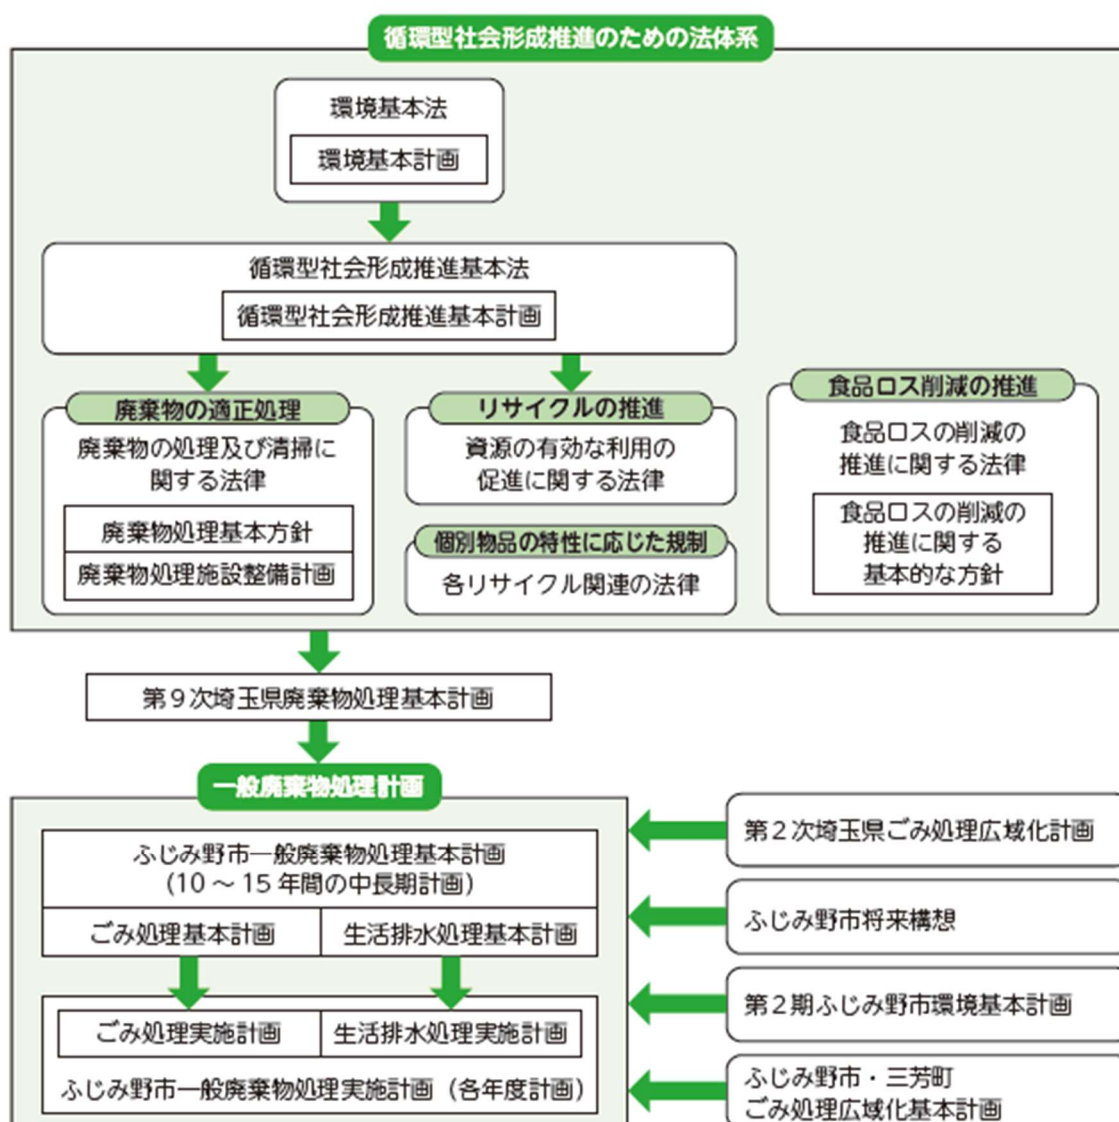 循環型社会形成推進のための法体系
環境基本法
環境基本計画
循環型社会形成推進基本法
循環型社会形成推進基本計画
廃棄物の適正処理
廃棄物の処理及び清掃に
関する法律
廃棄物処理基本方針
廃棄物処理施設整備計画
リサイクルの推進
資源の有効な利用の
促進に関する法律
個別物品の特性に応じた規制
各リサイクル関連の法律
食品ロス削減の推進
食品ロスの削減の
推進に関する法律
食品ロスの削減の
推進に関する
基本的な方針
第9次埼玉県廃棄物処理基本計画
一般廃棄物処理計画
ふじみ野市一般廃棄物処理基本計画
(10～15年間の中長期計画)
ごみ処理基本計画
生活排水処理基本計画
ごみ処理実施計画
生活排水処理実施計画
ふじみ野市一般廃棄物処理実施計画(各年度計画)
第2次埼玉県ごみ処理広域化計画
ふじみ野市将来構想
第2期ふじみ野市環境基本計画
ふじみ野市・三芳町
ごみ処理広域化基本計画